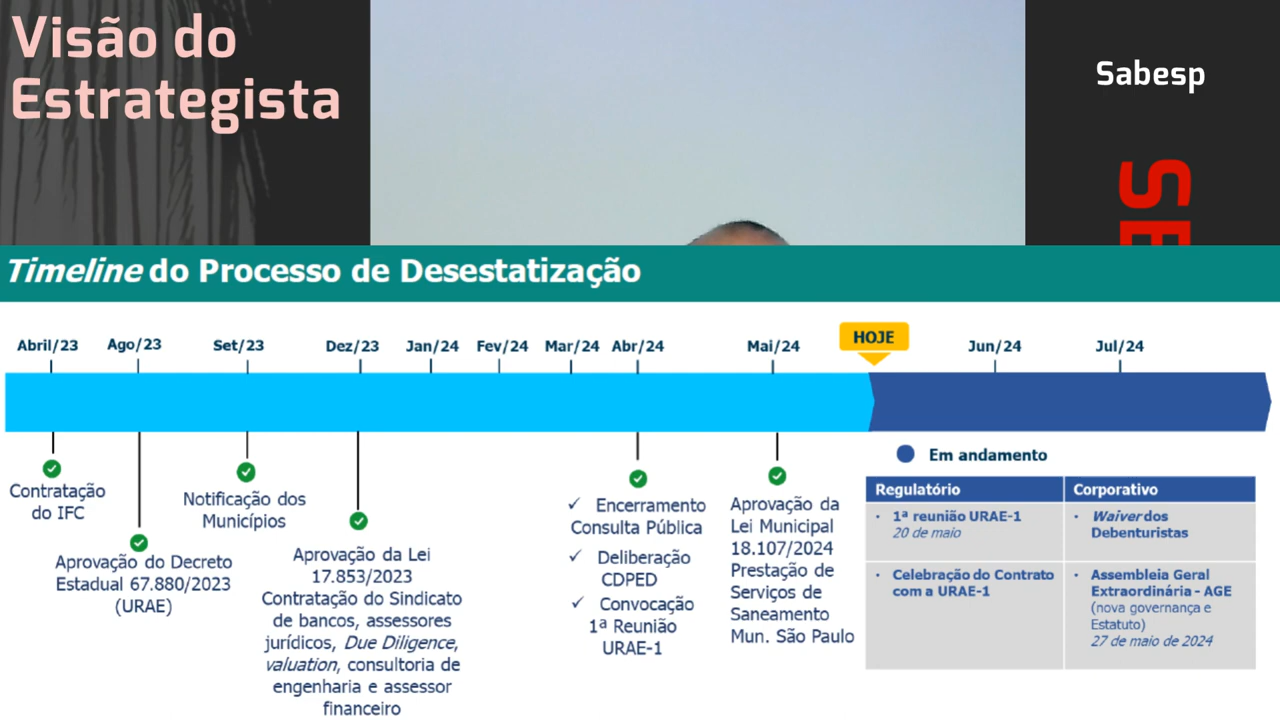 Visão do
Estrategista
Sabesp
SE
Timeline do Processo de Desestatização
Abril/23
Ago/23
Set/23
Dez/23
Jan/24
Fev/24
Mar/24
Abr/24
Mai/24
HOJE
Jun/24
Jul/24
Contratação
do IFC
Aprovação do Decreto
Estadual 67.880/2023
(URAE)
Notificação dos
Municípios
Aprovação da Lei
17.853/2023
Contratação do Sindicato
de bancos, assessores
jurídicos, Due Diligence,
valuation, consultoria de
engenharia e assessor
financeiro
✓ Encerramento
Consulta Pública
✓ Deliberação
CDPED
✓ Convocação
1ª Reunião
URAE-1
Aprovação da
Lei Municipal
18.107/2024
Prestação de
Serviços de
Saneamento
Mun. São Paulo
Em andamento
Regulatório
• 1ª reunião URAE-1
20 de maio
• Celebração do Contrato
com a URAE-1
Corporativo
• Waiver dos
Debenturistas
• Assembleia Geral
Extraordinária - AGE
(nova governança e
Estatuto)
27 de maio de 2024